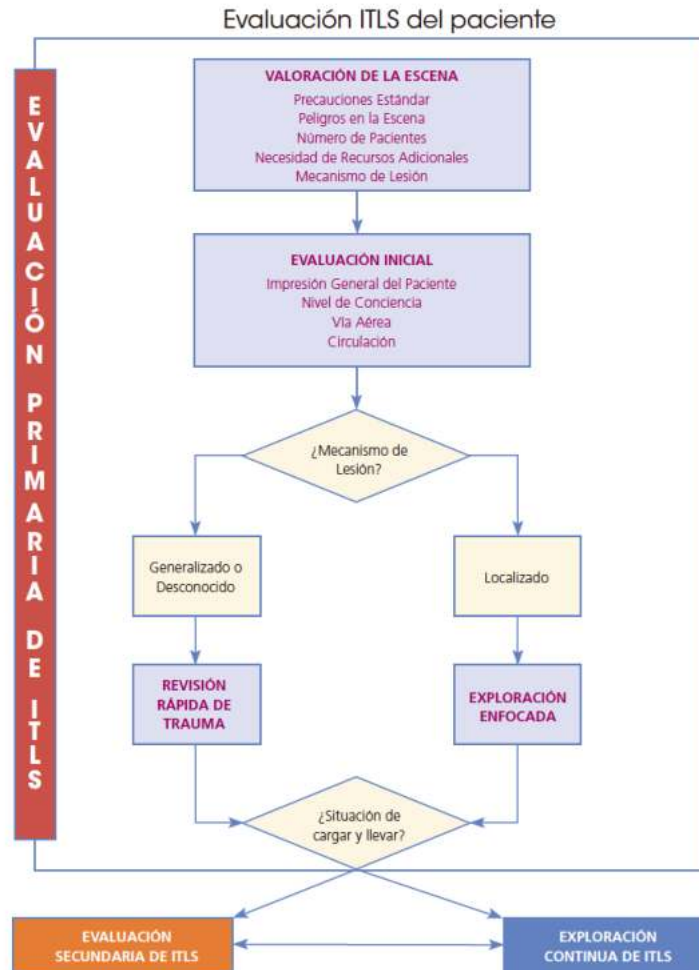 Evaluación ITLS del paciente
EVALUACIÓN PRIMARIA DE ITLS
VALORACIÓN DE LA ESCENA
Precauciones Estándar
Peligros en la Escena
Número de Pacientes
Necesidad de Recursos Adicionales
Mecanismo de Lesión
EVALUACIÓN INICIAL
Impresión General del Paciente
Nivel de Conciencia
Vía Aérea
Circulación
¿Mecanismo de
Lesión?
Generalizado o
Desconocido
Localizado
REVISIÓN
RÁPIDA DE
TRAUMA
EXPLORACIÓN
ENFOCADA
¿Situación de
cargar y llevar?
EVALUACIÓN
SECUNDARIA DE ITLS
EXPLORACIÓN
CONTINUA DE ITLS